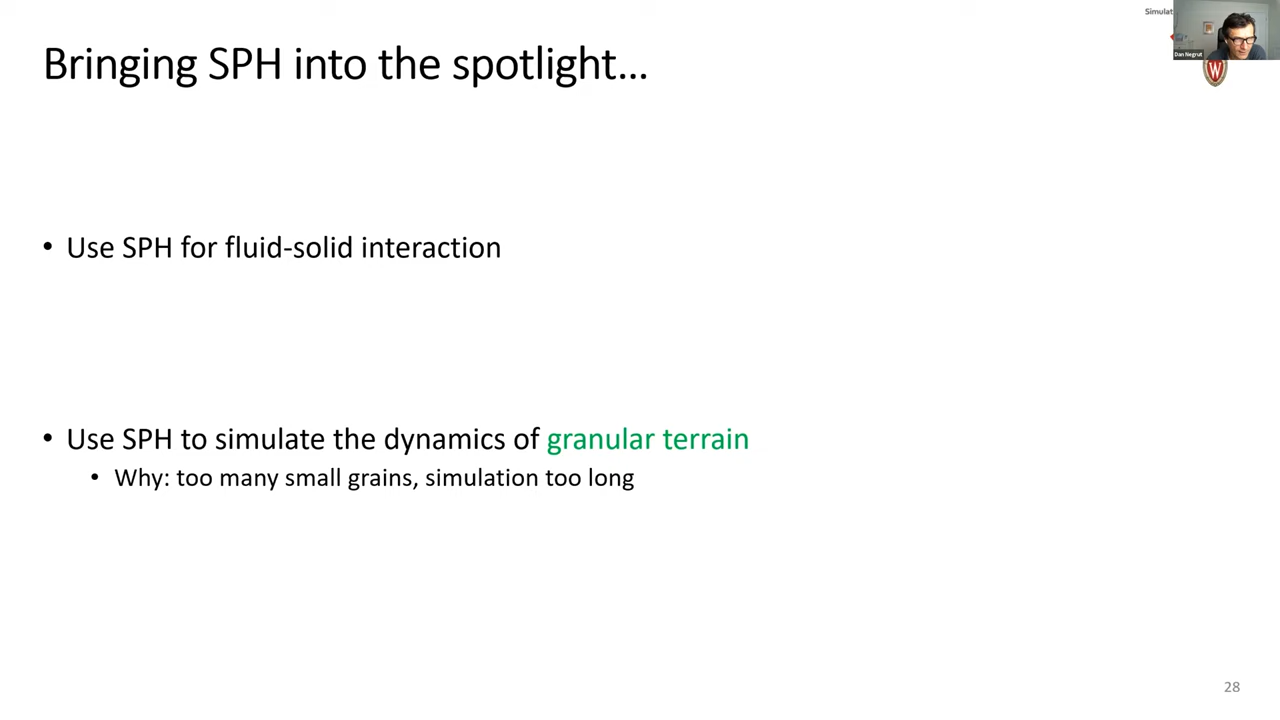 Simulat
Bringing SPH into the spotlight...
Dan Negrut
W
• Use SPH for fluid-solid interaction
• Use SPH to simulate the dynamics of granular terrain
• Why: too many small grains, simulation too long
28